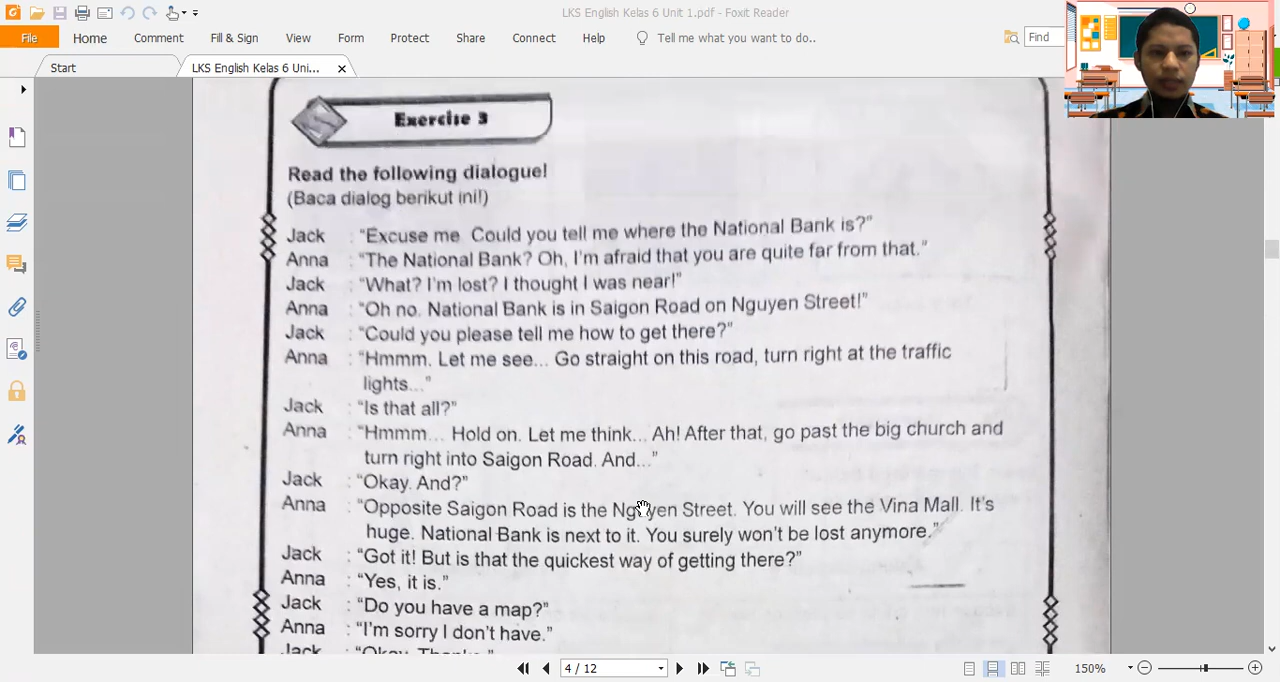 LKS English Kelas 6 Unit 1.pdf - Foxit Reader
File Home Comment Fill & Sign View Form Protect Share Connect Help Tell me what you want to do.. Find
Start LKS English Kelas 6 Uni...
Exercise 3
Read the following dialogue!
(Baca dialog berikut ini!)
Jack : “Excuse me Could you tell me where the National Bank is?”
Anna : “The National Bank? Oh, I'm afraid that you are quite far from that.”
Jack : “What? I'm lost? I thought I was near!”
Anna : “Oh no. National Bank is in Saigon Road on Nguyen Street!”
Jack : “Could you please tell me how to get there?”
Anna : “Hmmm. Let me see... Go straight on this road, turn right at the traffic
lights...”
Jack : “Is that all?”
Anna : “Hmmm... Hold on. Let me think... Ah! After that, go past the big church and
turn right into Saigon Road. And...”
Jack : “Okay. And?”
Anna : “Opposite Saigon Road is the Nguyen Street. You will see the Vina Mall. It's
huge. National Bank is next to it. You surely won't be lost anymore.”
Jack : “Got it! But is that the quickest way of getting there?”
Anna : “Yes, it is.”
Jack : “Do you have a map?”
Anna : “I'm sorry I don't have.”
Jack : “Okay. Thanks.”
4 / 12 150%